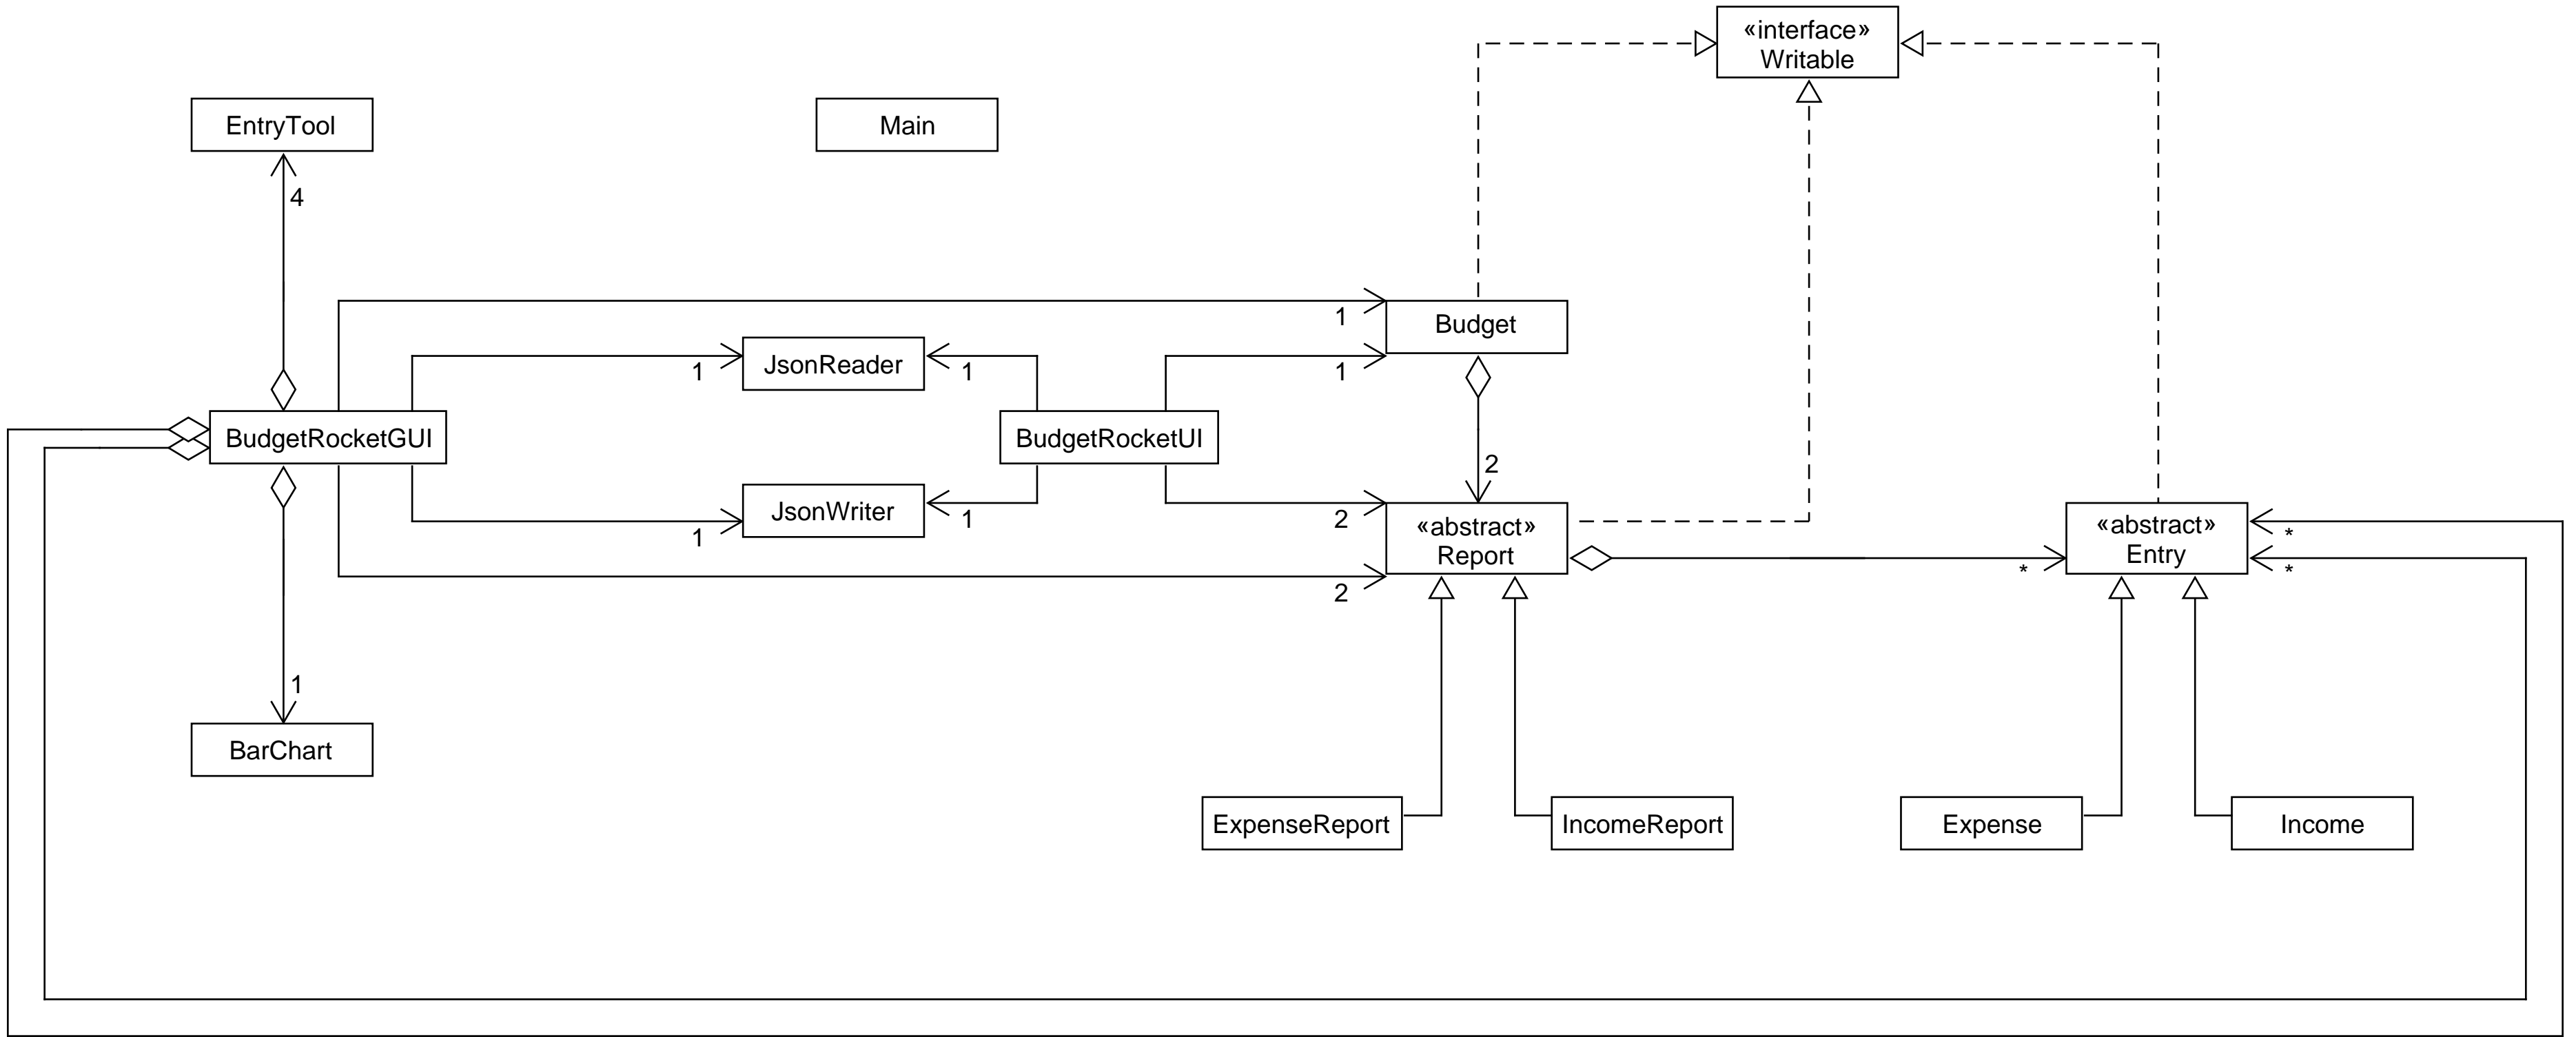 «interface»
Writable
EntryTool
Main
4
1
Budget
1
JsonReader
1
1
BudgetRocketGUI
BudgetRocketUI
2
1
JsonWriter
1
2
«abstract»
Report
*
«abstract»
Entry
*
*
2
1
BarChart
ExpenseReport
IncomeReport
Expense
Income